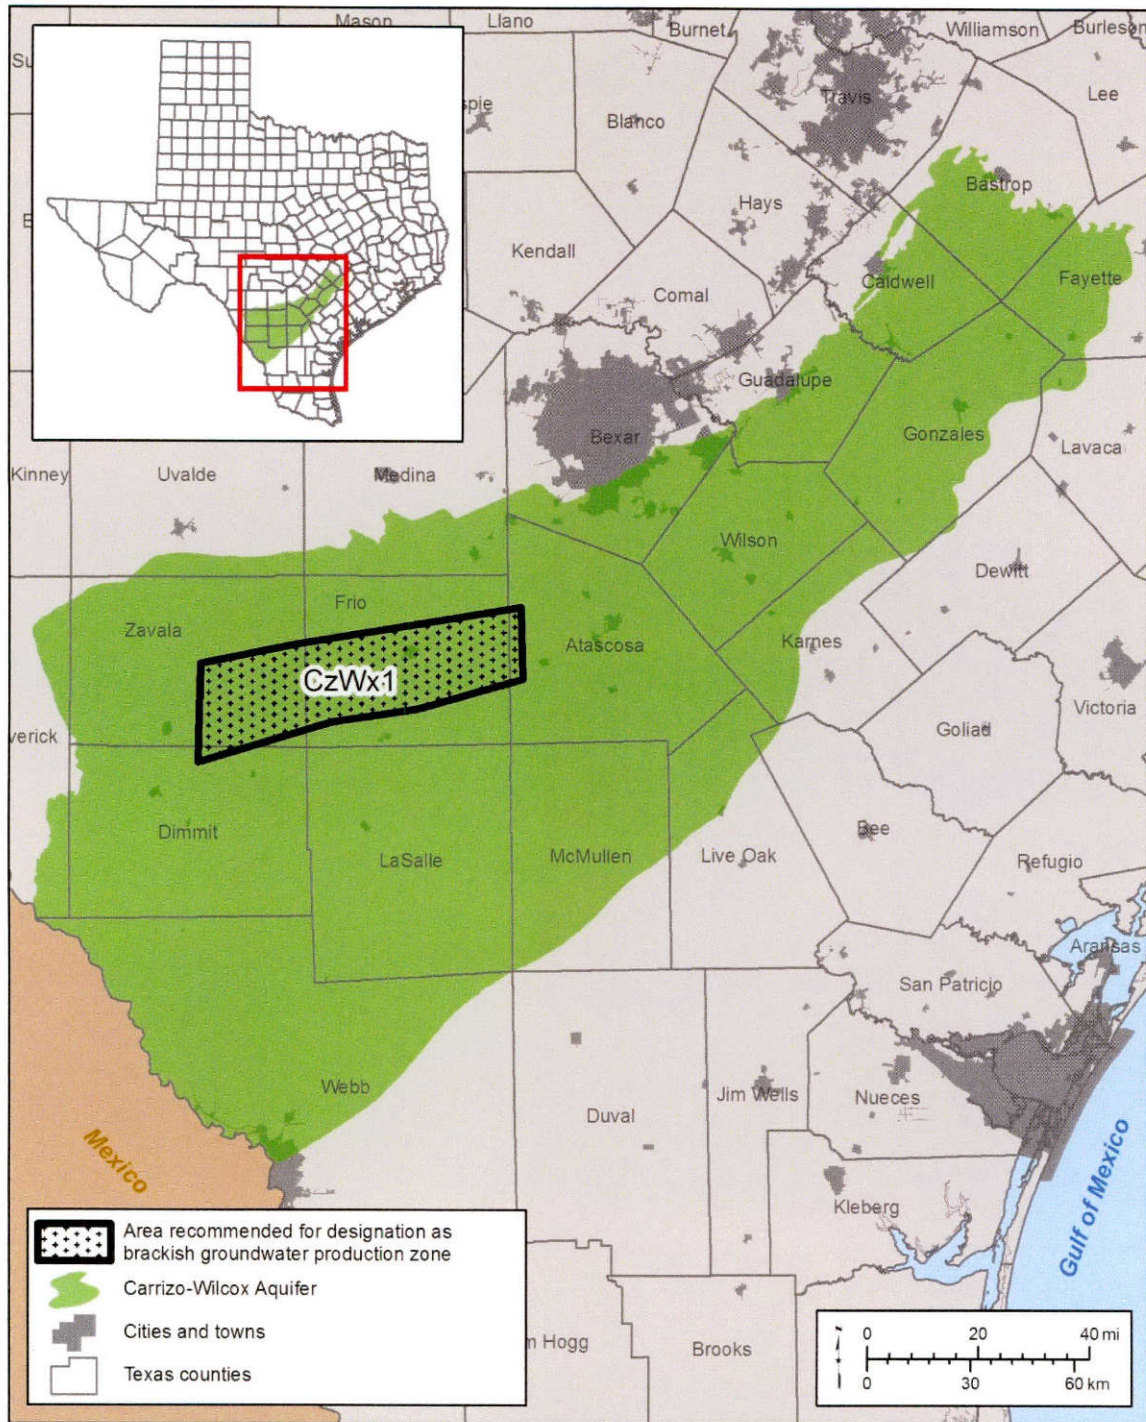 Mason
Llano
Burnet
Williamson
Burleson
Su
spie
Blanco
Travis
Lee
E
Hays
Bastrop
Kendall
Comal
Caldwell
Fayette
Guadalupe
Bexar
Gonzales
Lavaca
Kinney
Uvalde
Medina
Wilson
Dewitt
Frio
Zavala
Atascosa
Karnes
CzWx1
Victoria
Goliad
verick
Dimmit
LaSalle
McMullen
Live Oak
Bee
Refugio
Aransas
San Patricio
Webb
Duval
Jim Wells
Nueces
Mexico
Kleberg
Gulf of Mexico
m Hogg
Brooks
Area recommended for designation as
brackish groundwater production zone
Carrizo-Wilcox Aquifer
Cities and towns
Texas counties
0 20 40 mi
0 30 60 km